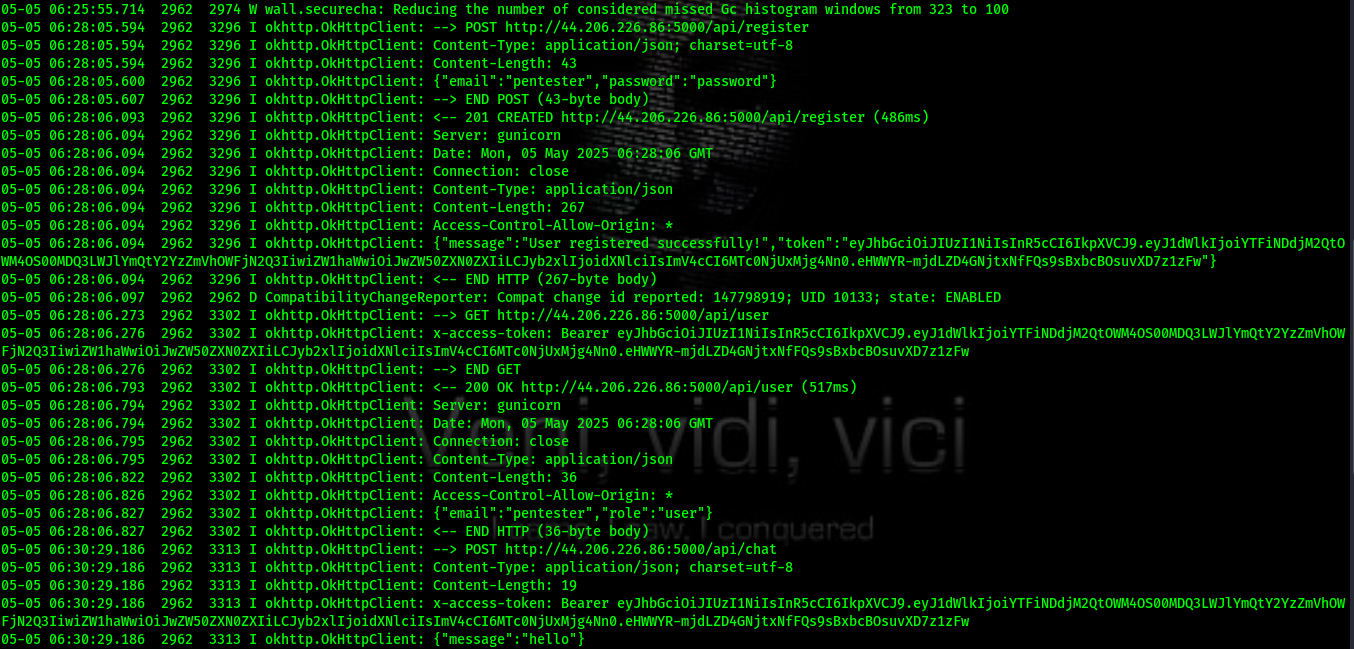 05-05 06:25:55.714  2962  2974 W wall.securecha: Reducing the number of considered missed Gc histogram windows from 323 to 100
05-05 06:28:05.594  2962  3296 I okhttp.OkHttpClient: --> POST http://44.206.226.86:5000/api/register
05-05 06:28:05.594  2962  3296 I okhttp.OkHttpClient: Content-Type: application/json; charset=utf-8
05-05 06:28:05.594  2962  3296 I okhttp.OkHttpClient: Content-Length: 43
05-05 06:28:05.600  2962  3296 I okhttp.OkHttpClient: {"email":"pentester","password":"password"}
05-05 06:28:05.607  2962  3296 I okhttp.OkHttpClient: --> END POST (43-byte body)
05-05 06:28:06.093  2962  3296 I okhttp.OkHttpClient: <-- 201 CREATED http://44.206.226.86:5000/api/register (486ms)
05-05 06:28:06.094  2962  3296 I okhttp.OkHttpClient: Server: gunicorn
05-05 06:28:06.094  2962  3296 I okhttp.OkHttpClient: Date: Mon, 05 May 2025 06:28:06 GMT
05-05 06:28:06.094  2962  3296 I okhttp.OkHttpClient: Connection: close
05-05 06:28:06.094  2962  3296 I okhttp.OkHttpClient: Content-Type: application/json
05-05 06:28:06.094  2962  3296 I okhttp.OkHttpClient: Content-Length: 267
05-05 06:28:06.094  2962  3296 I okhttp.OkHttpClient: Access-Control-Allow-Origin: *
05-05 06:28:06.094  2962  3296 I okhttp.OkHttpClient: {"message":"User registered successfully!","token":"eyJhbGciOiJIUzI1NiIsInR5cCI6IkpXVCJ9.eyJ1dWlkIjoiYTFiNDdjM2QtO
WM4OS00MDQ3LWJlYmQtY2YzZmVhOWFjN2Q3IiwiZW1haWwiOiJwZW50ZXN0ZXIiLCJyb2xlIjoidXNlciIsImV4cCI6MTc0NjUxMjg4Nn0.eHWWYR-mjdLZD4GNjtxNfFQs9sBxbcBOsuvXD7z1zFw"}
05-05 06:28:06.094  2962  3296 I okhttp.OkHttpClient: <-- END HTTP (267-byte body)
05-05 06:28:06.097  2962  2962 D CompatibilityChangeReporter: Compat change id reported: 147798919; UID 10133; state: ENABLED
05-05 06:28:06.273  2962  3302 I okhttp.OkHttpClient: --> GET http://44.206.226.86:5000/api/user
05-05 06:28:06.276  2962  3302 I okhttp.OkHttpClient: x-access-token: Bearer eyJhbGciOiJIUzI1NiIsInR5cCI6IkpXVCJ9.eyJ1dWlkIjoiYTFiNDdjM2QtOWM4OS00MDQ3LWJlYmQtY2YzZmVhOW
FjN2Q3IiwiZW1haWwiOiJwZW50ZXN0ZXIiLCJyb2xlIjoidXNlciIsImV4cCI6MTc0NjUxMjg4Nn0.eHWWYR-mjdLZD4GNjtxNfFQs9sBxbcBOsuvXD7z1zFw
05-05 06:28:06.276  2962  3302 I okhttp.OkHttpClient: --> END GET
05-05 06:28:06.793  2962  3302 I okhttp.OkHttpClient: <-- 200 OK http://44.206.226.86:5000/api/user (517ms)
05-05 06:28:06.794  2962  3302 I okhttp.OkHttpClient: Server: gunicorn
05-05 06:28:06.794  2962  3302 I okhttp.OkHttpClient: Date: Mon, 05 May 2025 06:28:06 GMT
05-05 06:28:06.795  2962  3302 I okhttp.OkHttpClient: Connection: close
Veni, vidi, vici
05-05 06:28:06.795  2962  3302 I okhttp.OkHttpClient: Content-Type: application/json
05-05 06:28:06.822  2962  3302 I okhttp.OkHttpClient: Content-Length: 36
05-05 06:28:06.826  2962  3302 I okhttp.OkHttpClient: Access-Control-Allow-Origin: *
05-05 06:28:06.827  2962  3302 I okhttp.OkHttpClient: {"email":"pentester","role":"user"}
05-05 06:28:06.827  2962  3302 I okhttp.OkHttpClient: <-- END HTTP (36-byte body)
I came, I saw, I conquered
05-05 06:30:29.186  2962  3313 I okhttp.OkHttpClient: --> POST http://44.206.226.86:5000/api/chat
05-05 06:30:29.186  2962  3313 I okhttp.OkHttpClient: Content-Type: application/json; charset=utf-8
05-05 06:30:29.186  2962  3313 I okhttp.OkHttpClient: Content-Length: 19
05-05 06:30:29.186  2962  3313 I okhttp.OkHttpClient: x-access-token: Bearer eyJhbGciOiJIUzI1NiIsInR5cCI6IkpXVCJ9.eyJ1dWlkIjoiYTFiNDdjM2QtOWM4OS00MDQ3LWJlYmQtY2YzZmVhOW
FjN2Q3IiwiZW1haWwiOiJwZW50ZXN0ZXIiLCJyb2xlIjoidXNlciIsImV4cCI6MTc0NjUxMjg4Nn0.eHWWYR-mjdLZD4GNjtxNfFQs9sBxbcBOsuvXD7z1zFw
05-05 06:30:29.186  2962  3313 I okhttp.OkHttpClient: {"message":"hello"}